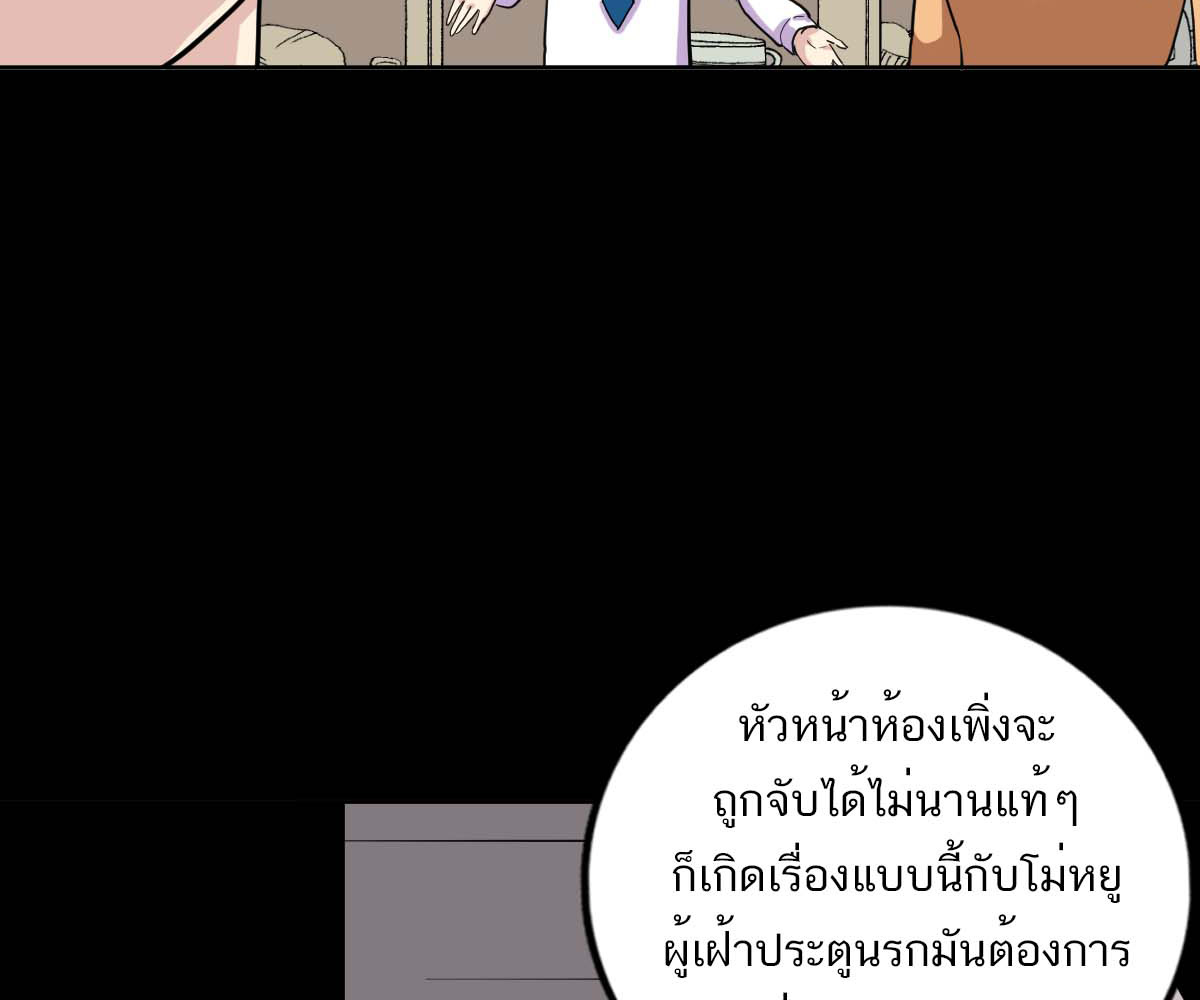 หัวหน้าห้องเพิ่งจะ
ถูกจับได้ไม่นานแท้ๆ
ก็เกิดเรื่องแบบนี้กับโม่หยู
ผู้เฝ้าประตูนรกมันต้องการ